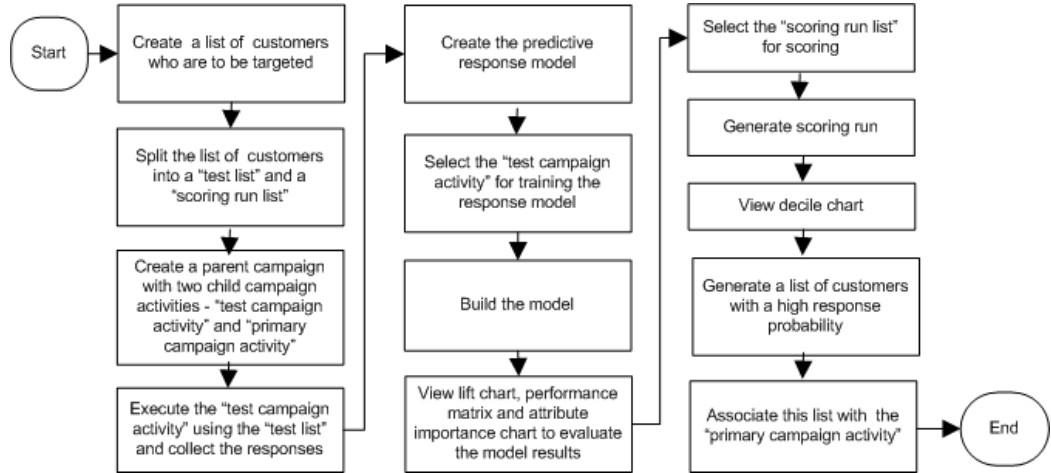 Start
Create a list of customers
who are to be targeted
Split the list of customers
into a “test list” and a
“scoring run list”
Create a parent campaign
with two child campaign
activities - “test campaign
activity” and “primary
campaign activity”
Execute the “test campaign
activity” using the “test list”
and collect the responses
Create the predictive
response model
Select the “test campaign
activity” for training the
response model
Build the model
View lift chart, performance
matrix and attribute
importance chart to evaluate
the model results
Select the “scoring run list”
for scoring
Generate scoring run
View decile chart
Generate a list of customers
with a high response
probability
Associate this list with the
“primary campaign activity”
End